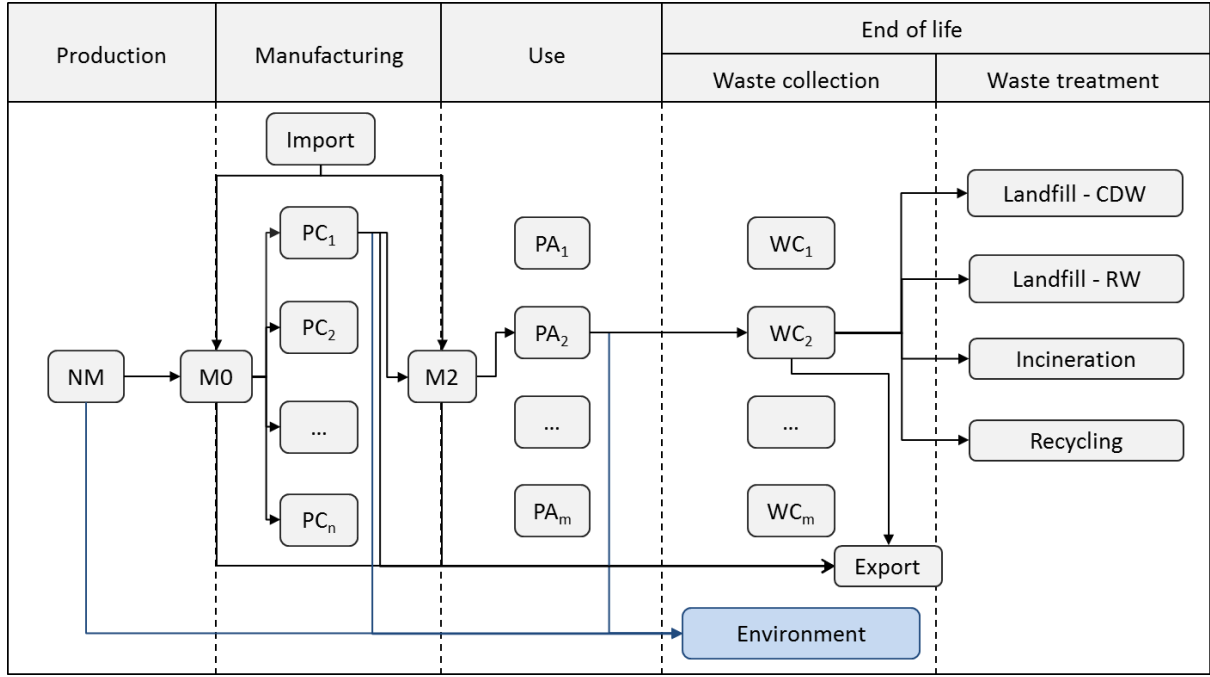 Production
Manufacturing
Use
End of life
Waste collection
Waste treatment
Import
PC₁
PC₂
...
PCₙ
NM
M0
M2
PA₁
PA₂
...
PAₘ
WC₁
WC₂
...
WCₘ
Landfill - CDW
Landfill - RW
Incineration
Recycling
Export
Environment